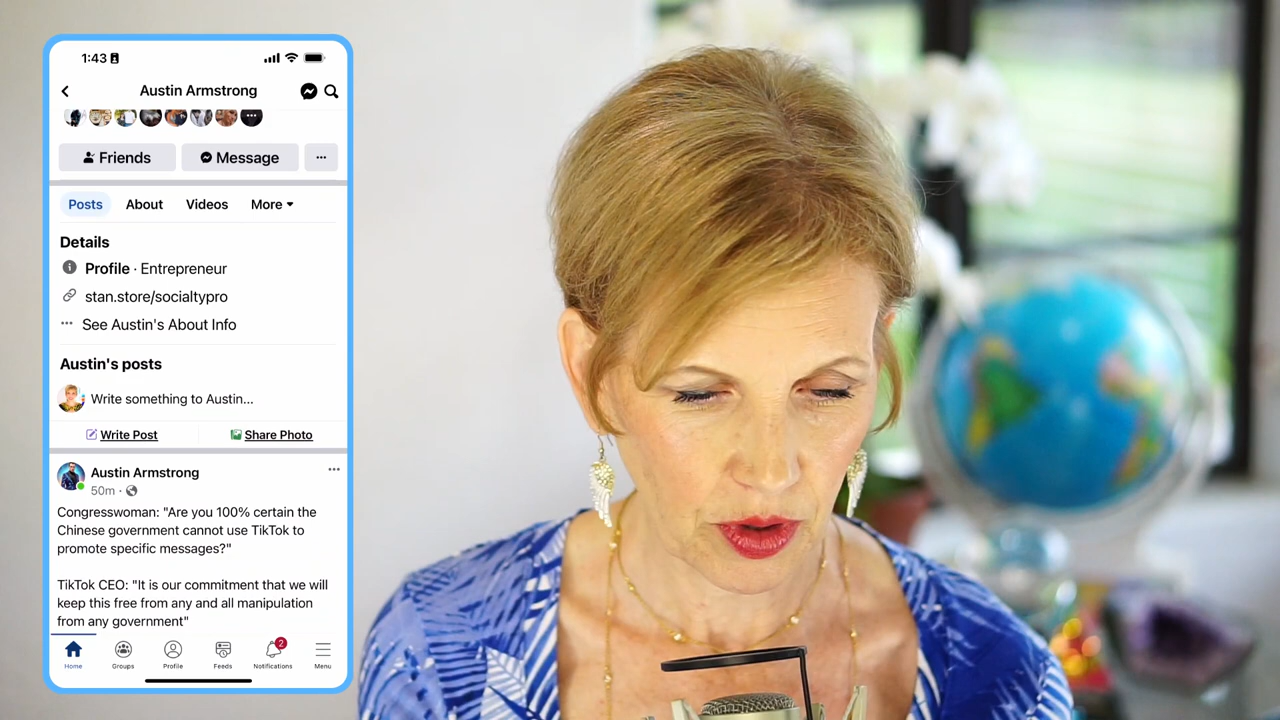 1:43
Austin Armstrong
Friends
Message
Posts
About
Videos
More
Details
Profile · Entrepreneur
stan.store/socialtypro
See Austin's About Info
Austin's posts
Write something to Austin...
Write Post
Share Photo
Austin Armstrong
50m ·
Congresswoman: "Are you 100% certain the
Chinese government cannot use TikTok to
promote specific messages?"
TikTok CEO: "It is our commitment that we will
keep this free from any and all manipulation
from any government"
2
Home
Groups
Profile
Feeds
Notifications
Menu